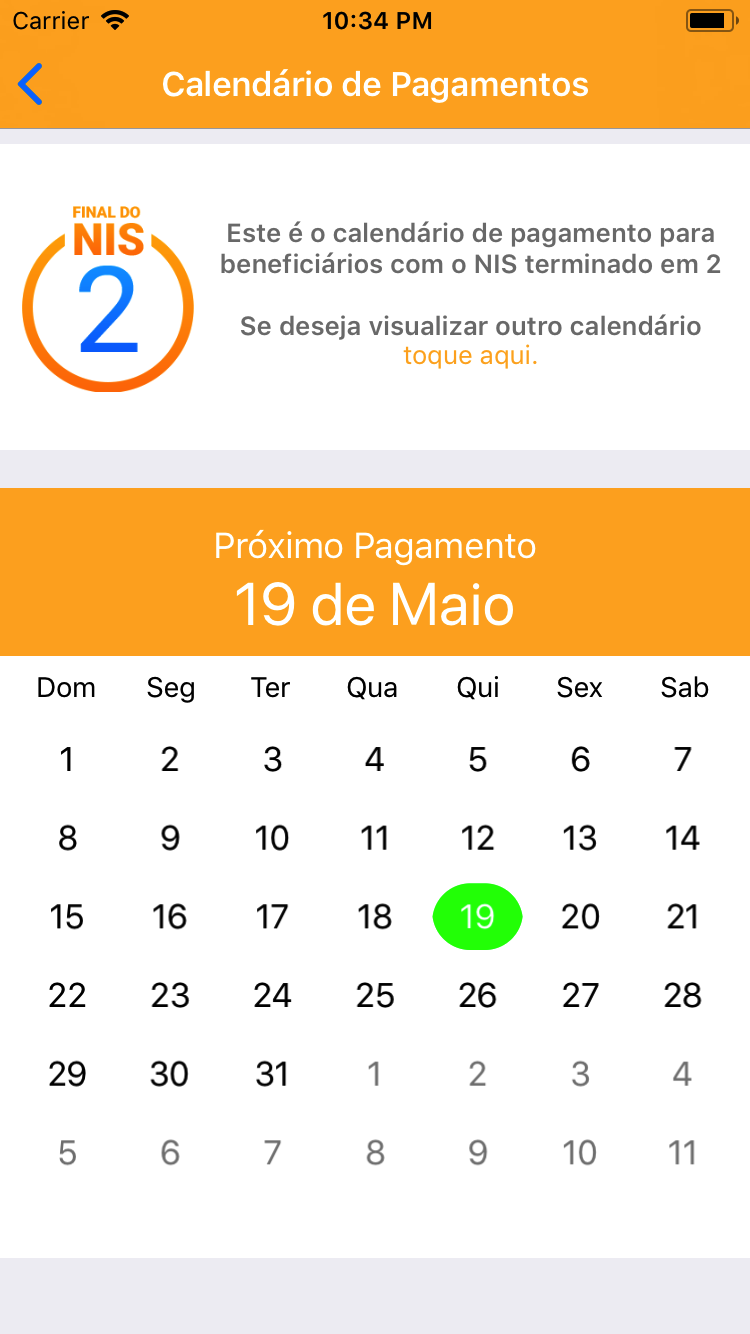 Carrier 10:34 PM
Calendário de Pagamentos
FINAL DO
NIS
2
Este é o calendário de pagamento para
beneficiários com o NIS terminado em 2
Se deseja visualizar outro calendário
toque aqui.
Próximo Pagamento
19 de Maio
Dom Seg Ter Qua Qui Sex Sab
1 2 3 4 5 6 7
8 9 10 11 12 13 14
15 16 17 18 19 20 21
22 23 24 25 26 27 28
29 30 31 1 2 3 4
5 6 7 8 9 10 11